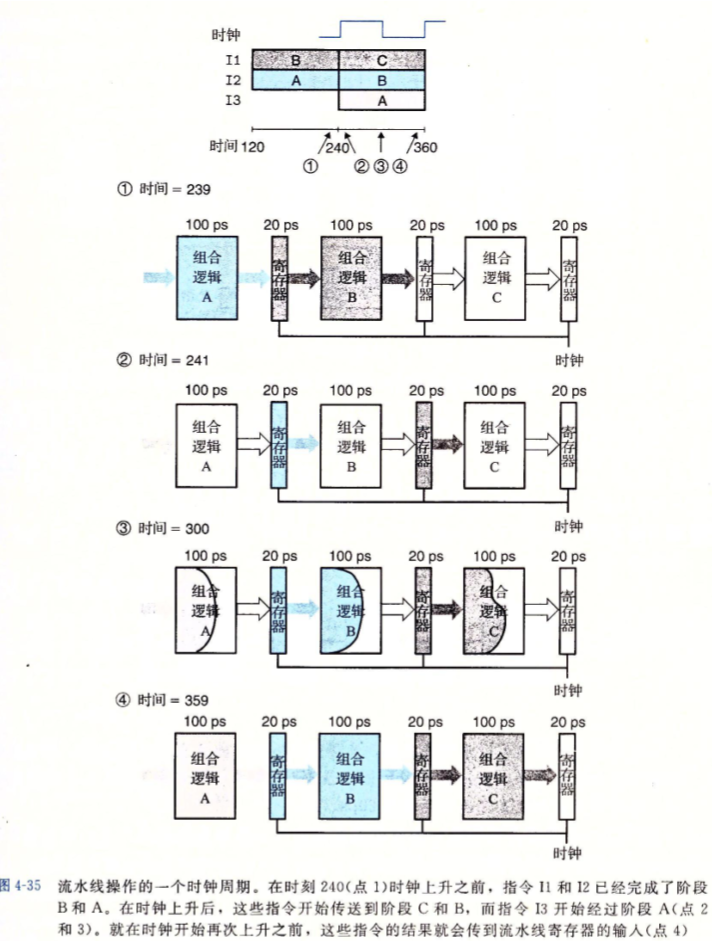 时钟
I1 B C
I2 A B
I3 A
时间 120 240 360
① ② ③ ④
① 时间 = 239
100 ps 20 ps 100 ps 20 ps 100 ps 20 ps
组合逻辑A 寄存器 组合逻辑B 寄存器 组合逻辑C 寄存器
时钟
② 时间 = 241
100 ps 20 ps 100 ps 20 ps 100 ps 20 ps
组合逻辑A 寄存器 组合逻辑B 寄存器 组合逻辑C 寄存器
时钟
③ 时间 = 300
100 ps 20 ps 100 ps 20 ps 100 ps 20 ps
组合逻辑A 寄存器 组合逻辑B 寄存器 组合逻辑C 寄存器
时钟
④ 时间 = 359
100 ps 20 ps 100 ps 20 ps 100 ps 20 ps
组合逻辑A 寄存器 组合逻辑B 寄存器 组合逻辑C 寄存器
时钟
图 4-35 流水线操作的一个时钟周期。在时刻 240(点 1)时钟上升之前，指令 I1 和 I2 已经完成了阶段
B 和 A。在时钟上升后，这些指令开始传送到阶段 C 和 B，而指令 I3 开始经过阶段 A(点 2
和 3)。就在时钟开始再次上升之前，这些指令的结果就会传到流水线寄存器的输入(点 4)